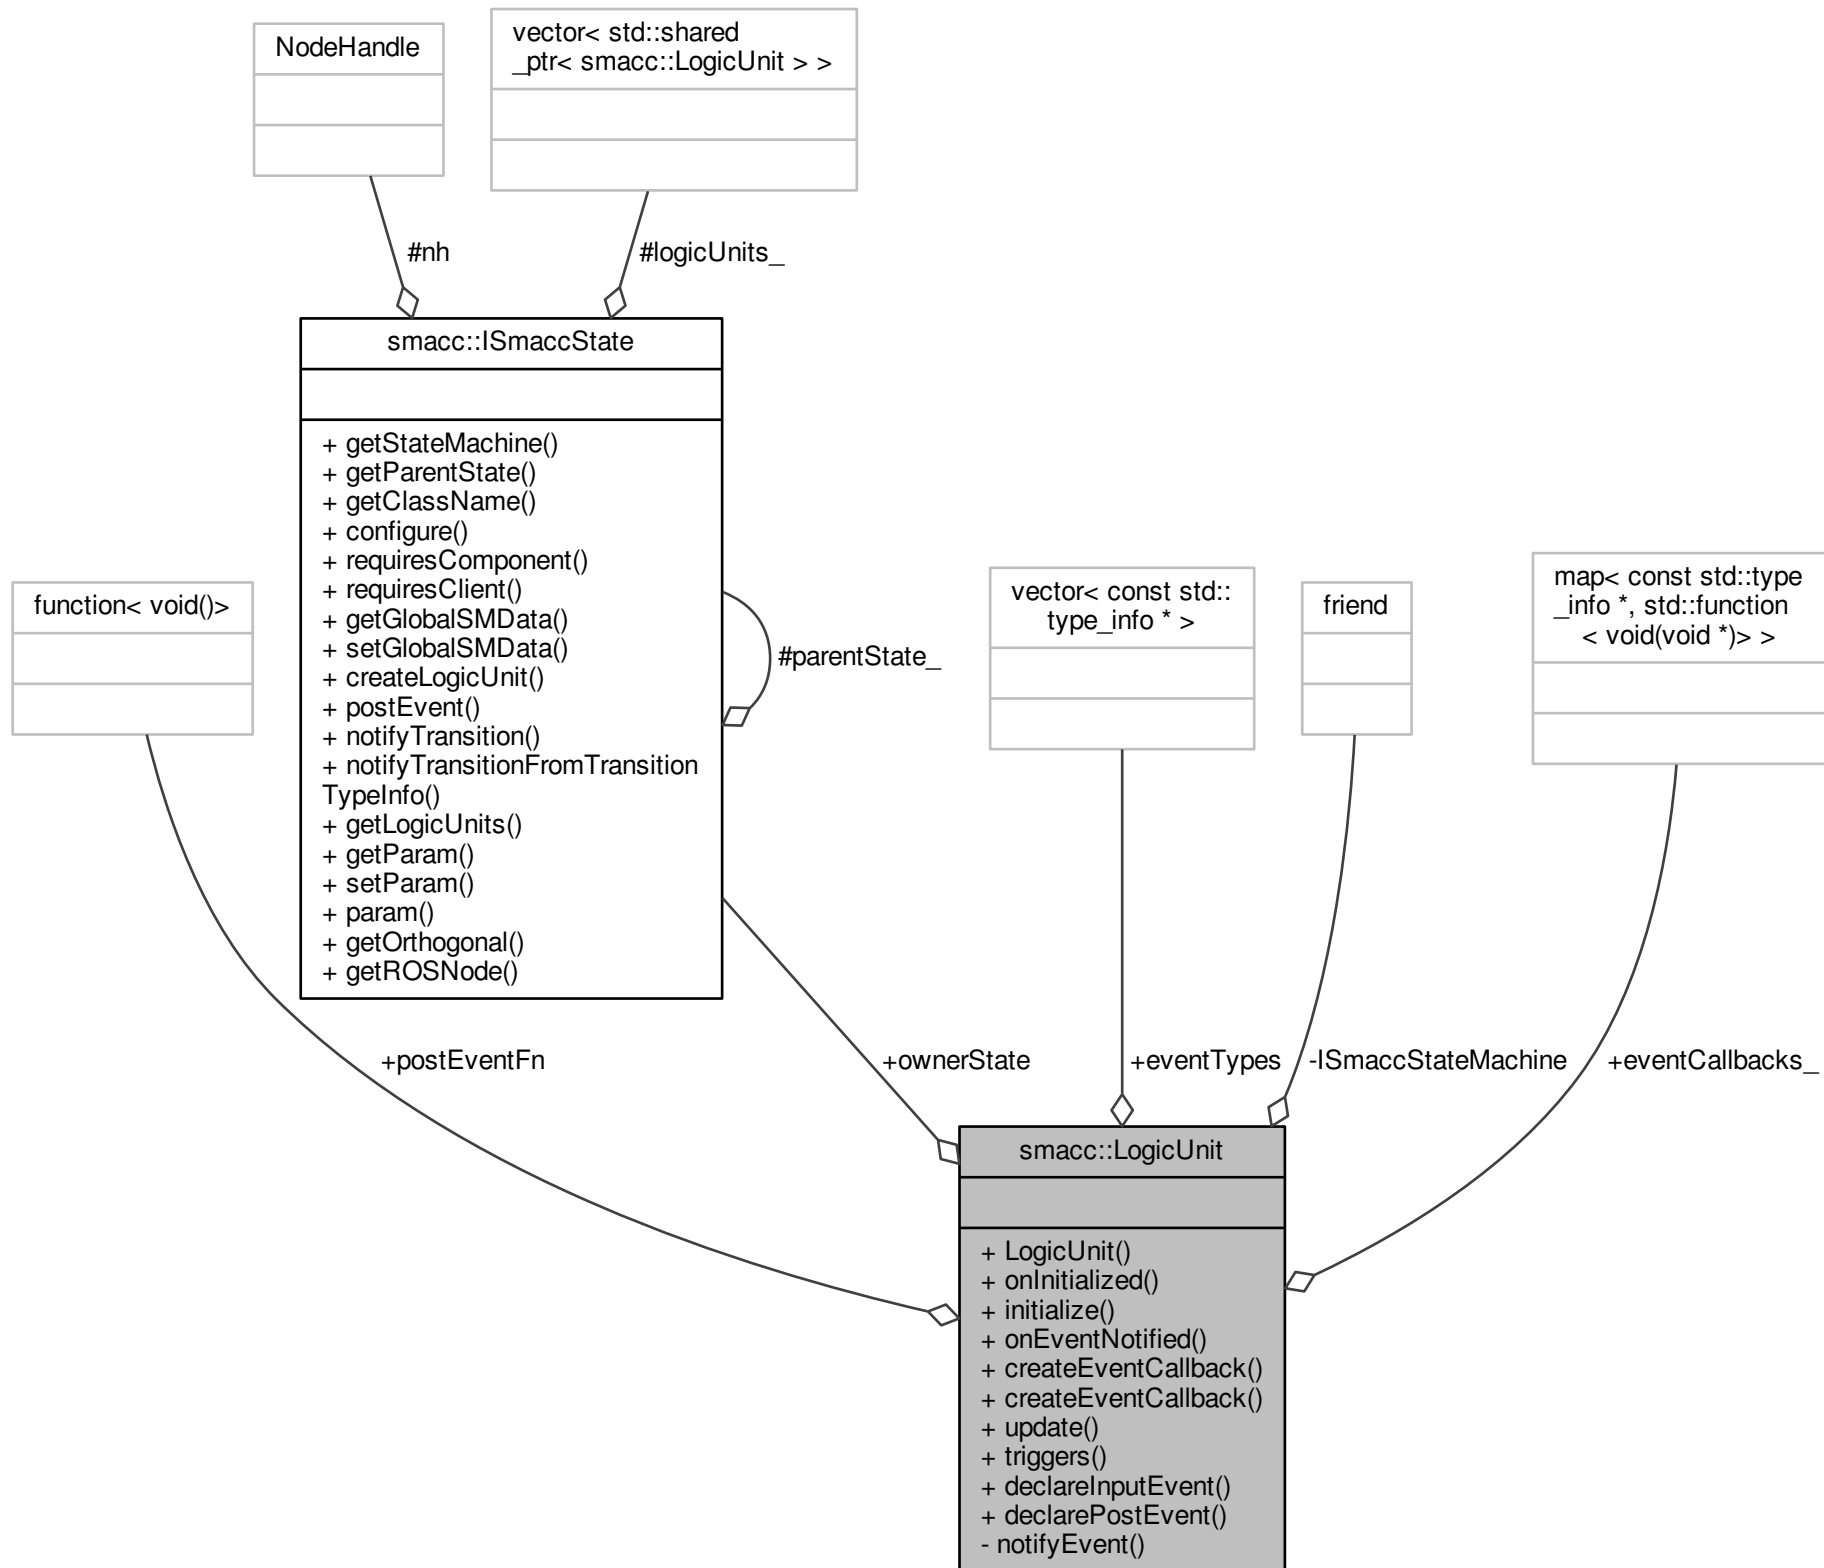 NodeHandle
vector< std::shared
_ptr< smacc::LogicUnit > >
#nh
#logicUnits_
smacc::ISmaccState
+ getStateMachine()
+ getParentState()
+ getClassName()
+ configure()
+ requiresComponent()
+ requiresClient()
+ getGlobalSMData()
+ setGlobalSMData()
+ createLogicUnit()
+ postEvent()
+ notifyTransition()
+ notifyTransitionFromTransition
TypeInfo()
+ getLogicUnits()
+ getParam()
+ setParam()
+ param()
+ getOrthogonal()
+ getROSNode()
#parentState_
function< void()>
vector< const std::
type_info * >
friend
map< const std::type
_info *, std::function
< void(void *)> >
+postEventFn
+ownerState
+eventTypes
-ISmaccStateMachine
+eventCallbacks_
smacc::LogicUnit
+ LogicUnit()
+ onInitialized()
+ initialize()
+ onEventNotified()
+ createEventCallback()
+ createEventCallback()
+ update()
+ triggers()
+ declareInputEvent()
+ declarePostEvent()
- notifyEvent()